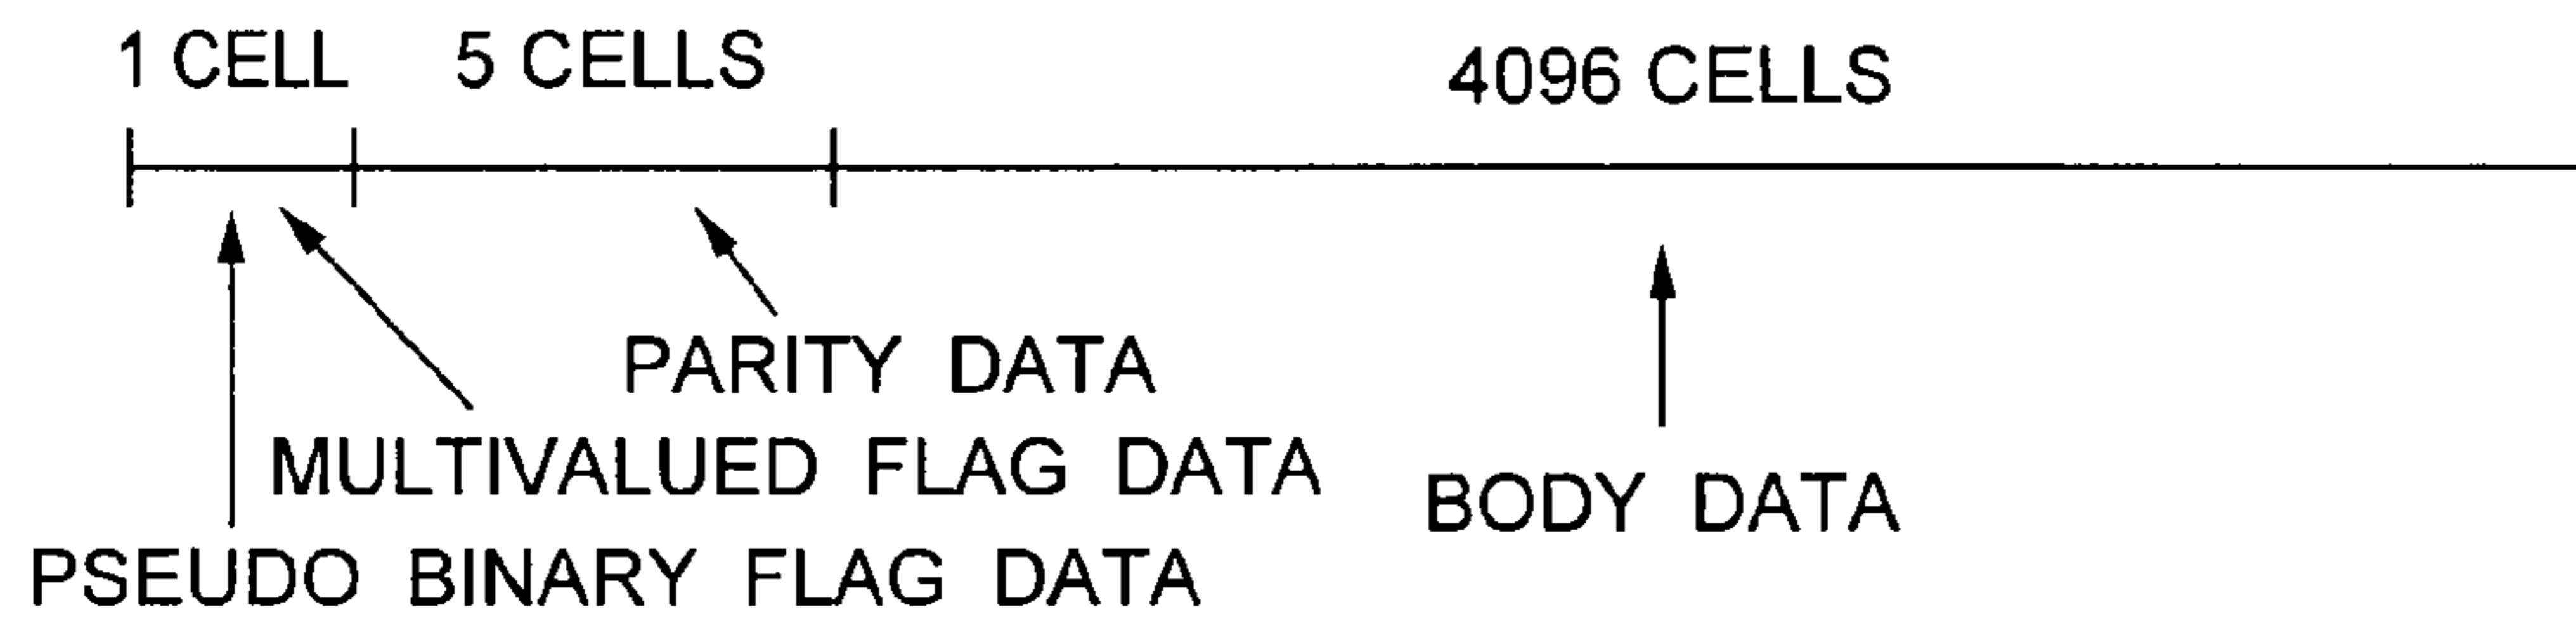 1 CELL 5 CELLS 4096 CELLS
PARITY DATA
MULTIVALUED FLAG DATA
BODY DATA
PSEUDO BINARY FLAG DATA